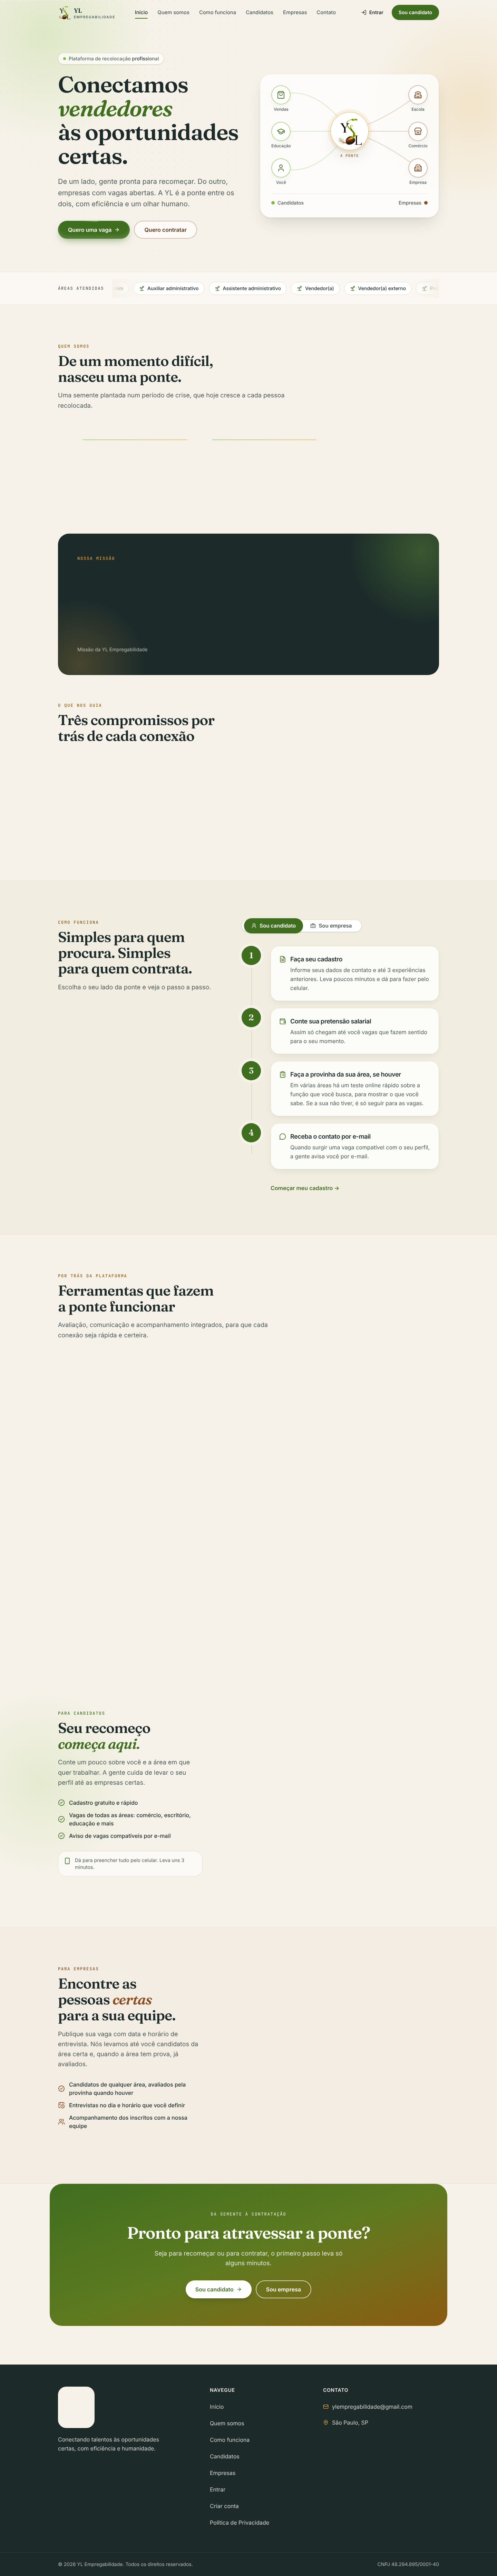 YL
EMPREGABILIDADE
Início
Quem somos
Como funciona
Candidatos
Empresas
Contato
Entrar
Sou candidato
Plataforma de recolocação profissional
Conectamos
vendedores
às oportunidades
certas.
De um lado, gente pronta para recomeçar. Do outro,
empresas com vagas abertas. A YL é a ponte entre os
dois, com eficiência e um olhar humano.
Quero uma vaga →
Quero contratar
Vendas
Educação
Você
YL
A PONTE
Escola
Comércio
Empresa
Candidatos
Empresas
ÁREAS ATENDIDAS
Auxiliar administrativo
Assistente administrativo
Vendedor(a)
Vendedor(a) externo
QUEM SOMOS
De um momento difícil,
nasceu uma ponte.
Uma semente plantada num período de crise, que hoje cresce a cada pessoa
recolocada.
NOSSA MISSÃO
Missão da YL Empregabilidade
O QUE NOS GUIA
Três compromissos por
trás de cada conexão
COMO FUNCIONA
Simples para quem
procura. Simples
para quem contrata.
Escolha o seu lado da ponte e veja o passo a passo.
Sou candidato
Sou empresa
1
Faça seu cadastro
Informe seus dados de contato e até 3 experiências
anteriores. Leva poucos minutos e dá para fazer pelo
celular.
2
Conte sua pretensão salarial
Assim só chegam até você vagas que fazem sentido
para o seu momento.
3
Faça a provinha da sua área, se houver
Em várias áreas há um teste online rápido sobre a
função que você busca, para mostrar o que você
sabe. Se a sua não tiver, é só seguir para as vagas.
4
Receba o contato por e-mail
Quando surgir uma vaga compatível com o seu perfil,
a gente avisa você por e-mail.
Começar meu cadastro →
POR TRÁS DA PLATAFORMA
Ferramentas que fazem
a ponte funcionar
Avaliação, comunicação e acompanhamento integrados, para que cada
conexão seja rápida e certeira.
PARA CANDIDATOS
Seu recomeço
começa aqui.
Conte um pouco sobre você e a área em que
quer trabalhar. A gente cuida de levar o seu
perfil até as empresas certas.
Cadastro gratuito e rápido
Vagas de todas as áreas: comércio, escritório,
educação e mais
Aviso de vagas compatíveis por e-mail
Dá para preencher todo pelo celular. Leva uns 3
minutos.
PARA EMPRESAS
Encontre as
pessoas certas
para a sua equipe.
Publique sua vaga com data e horário de
entrevista. Nós levamos até você candidatos da
área certa e, quando a área tem prova, já
avaliados.
Candidatos de qualquer área, avaliados pela
provinha quando houver
Entrevistas no dia e horário que você definir
Acompanhamento dos inscritos com a nossa
equipe
DA SEMENTE À CONTRATAÇÃO
Pronto para atravessar a ponte?
Seja para recomeçar ou para contratar, o primeiro passo leva só
alguns minutos.
Sou candidato →
Sou empresa
Conectando talentos às oportunidades
certas, com eficiência e humanidade.
NAVEGUE
Início
Quem somos
Como funciona
Candidatos
Empresas
Entrar
Criar conta
Política de Privacidade
CONTATO
ylempregabilidade@gmail.com
São Paulo, SP
© 2026 YL Empregabilidade. Todos os direitos reservados.
CNPJ 48.284.695/0001-40